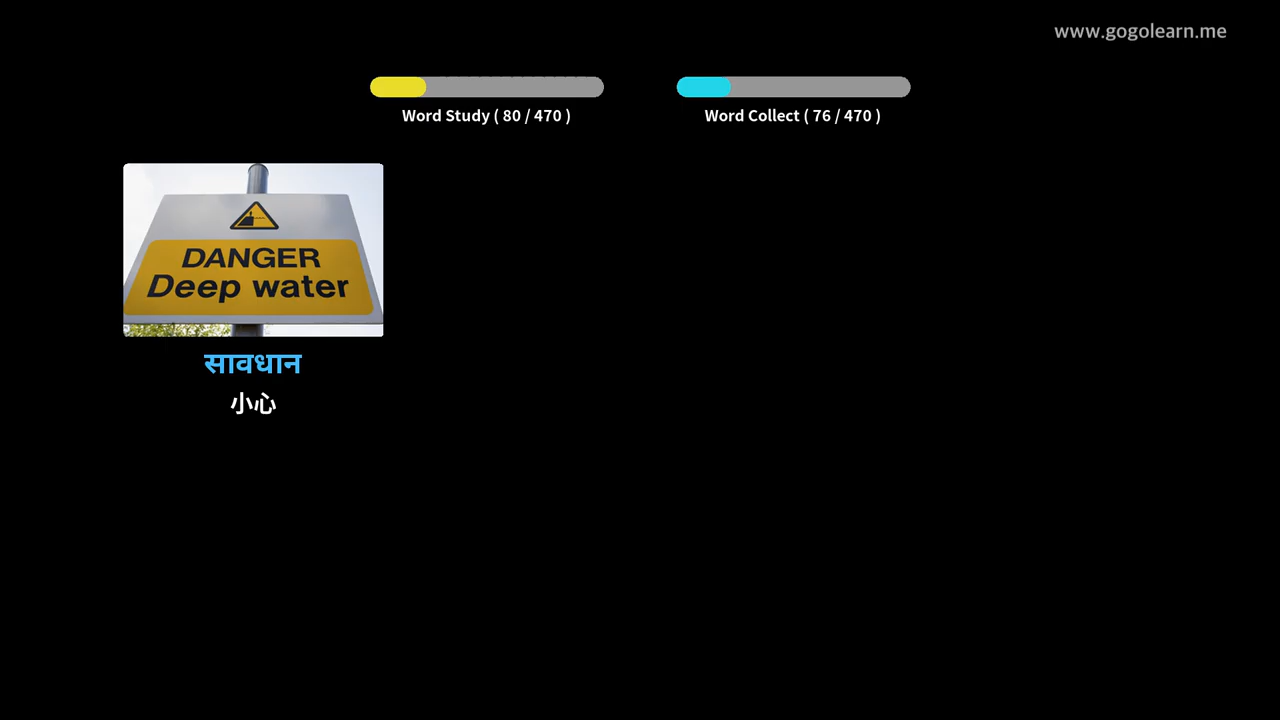 www.gogolearn.me
Word Study ( 80 / 470 )
Word Collect ( 76 / 470 )
DANGER
Deep water
सावधान
小心